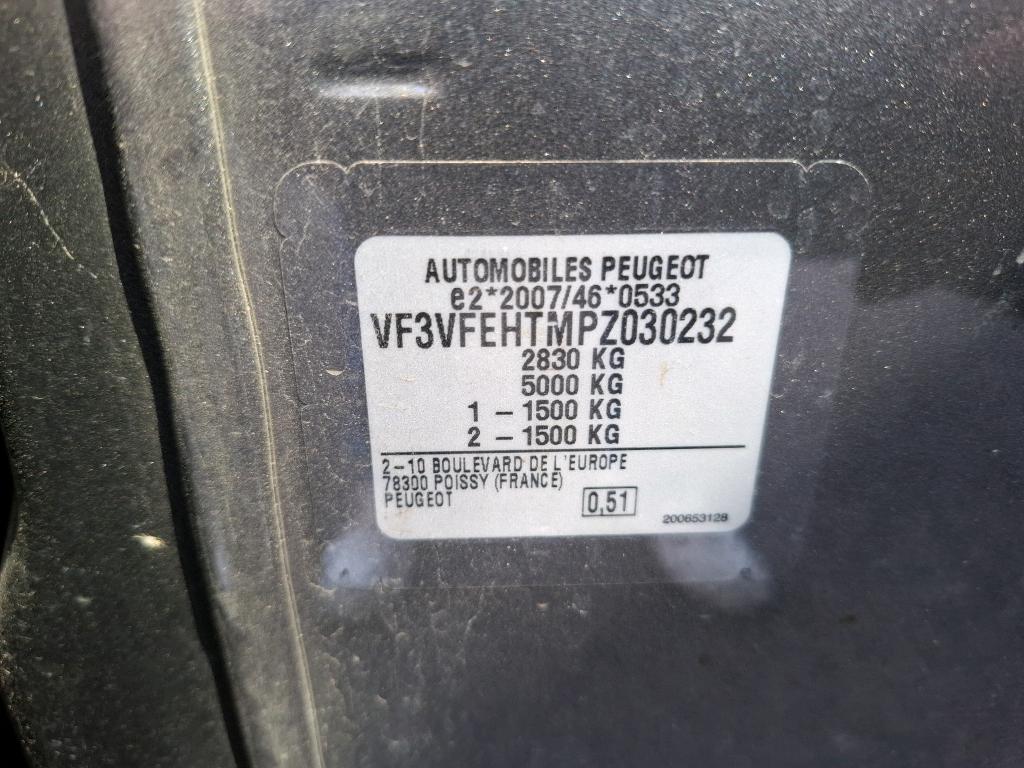 AUTOMOBILES PEUGEOT
e2*2007/46*0533
VF3VFEHTMPZ030232
2830 KG
5000 KG
1 – 1500 KG
2 – 1500 KG
2–10 BOULEVARD DE L'EUROPE
78300 POISSY (FRANCE)
PEUGEOT
0,51
200653128